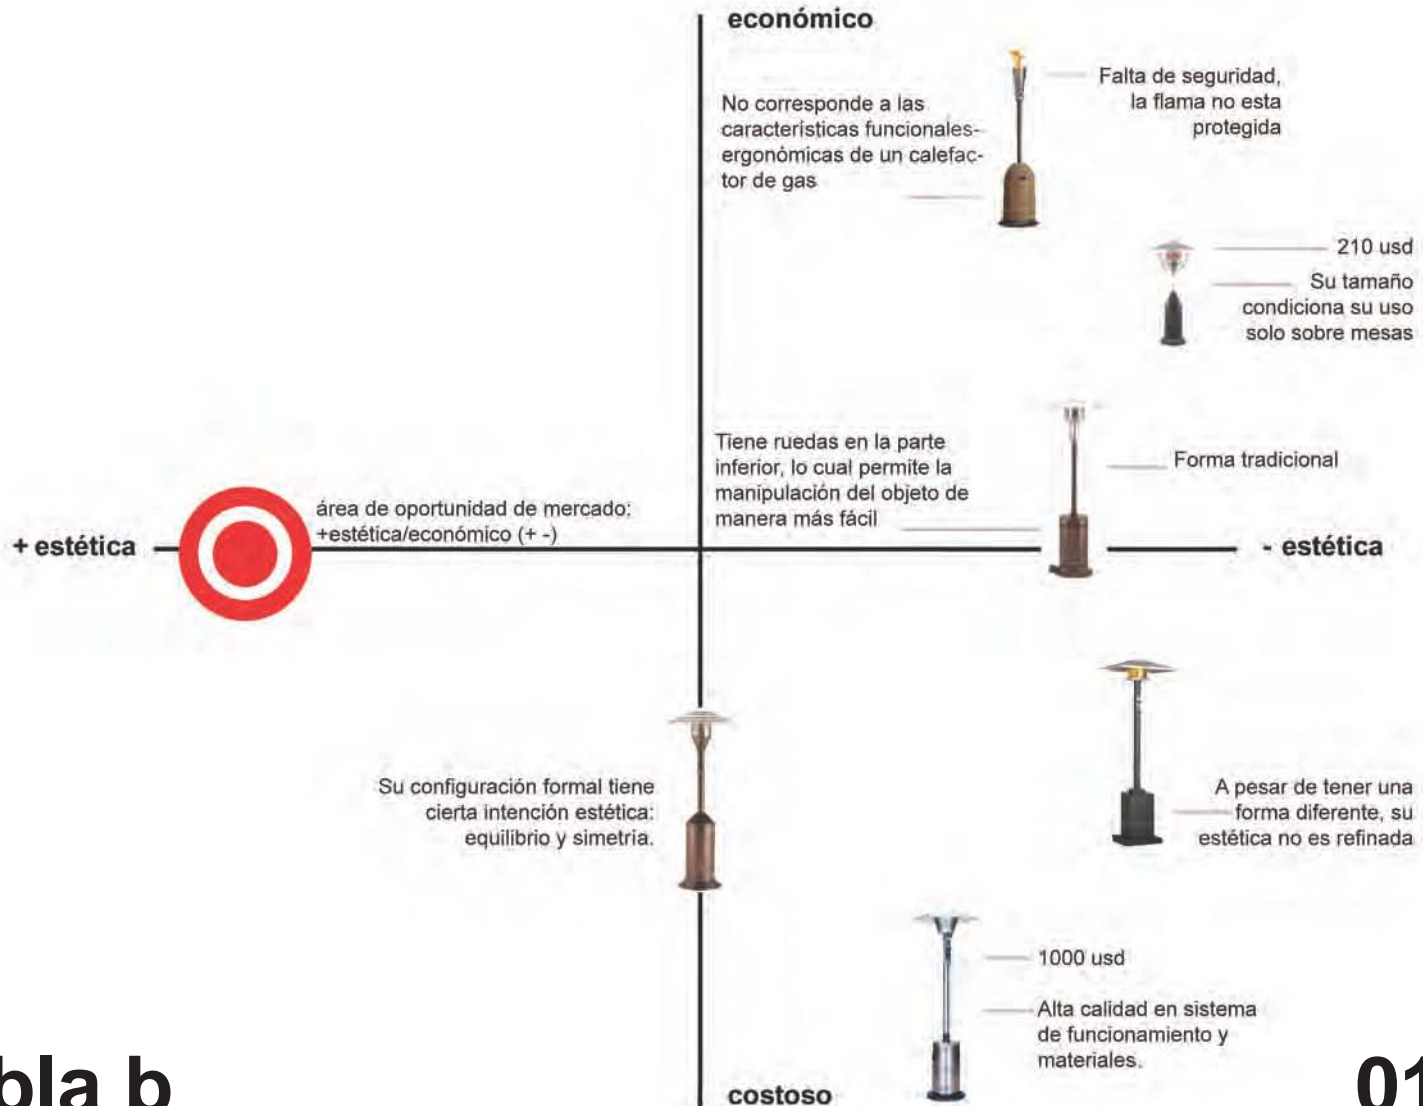 económico
Falta de seguridad,
la flama no esta
protegida
No corresponde a las
características funcionales-
ergonómicas de un calefac-
tor de gas
210 usd
Su tamaño
condiciona su uso
solo sobre mesas
Tiene ruedas en la parte
inferior, lo cual permite la
manipulación del objeto de
manera más fácil
Forma tradicional
área de oportunidad de mercado:
+estética/económico (+ -)
+ estética
- estética
Su configuración formal tiene
cierta intención estética:
equilibrio y simetría.
A pesar de tener una
forma diferente, su
estética no es refinada
1000 usd
Alta calidad en sistema
de funcionamiento y
materiales.
costoso
bla b
01